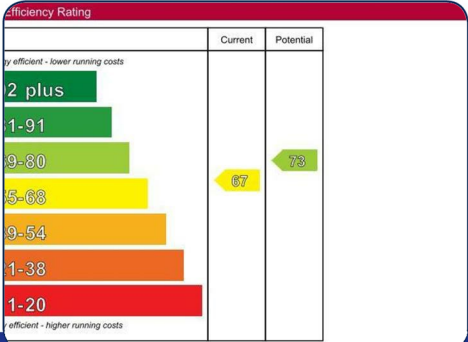 Efficiency Rating
Current Potential
efficient - lower running costs
2 plus
1-91
9-80
73
67
5-68
9-54
1-38
1-20
efficient - higher running costs